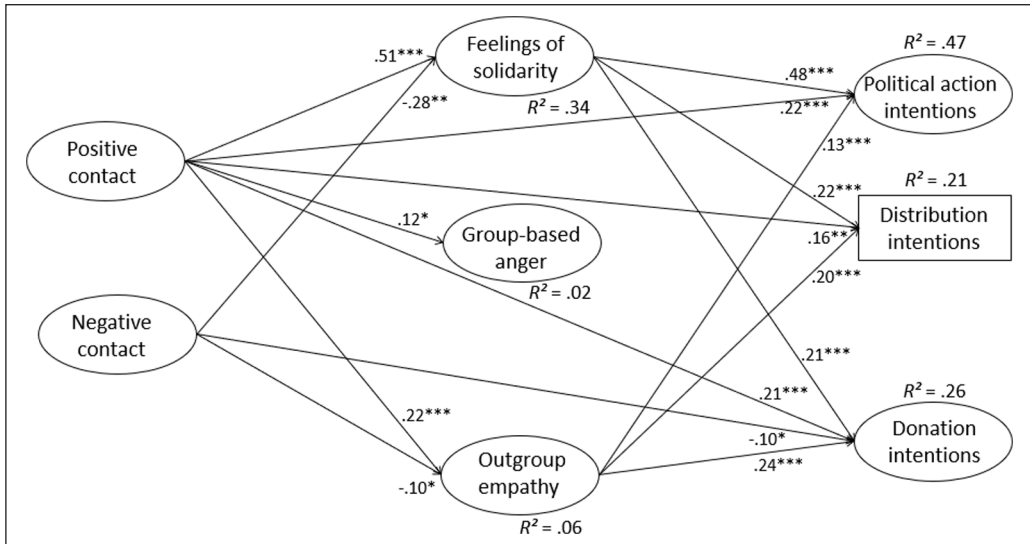 Feelings of
solidarity
R² = .34
.51***
-.28**
Positive
contact
.12*
Group-based
anger
R² = .02
Negative
contact
.22***
-.10*
Outgroup
empathy
R² = .06
R² = .47
.48***
Political action
intentions
.22***
.13***
R² = .21
.22***
Distribution
intentions
.16**
.20***
.21***
.21***
R² = .26
Donation
intentions
-.10*
.24***